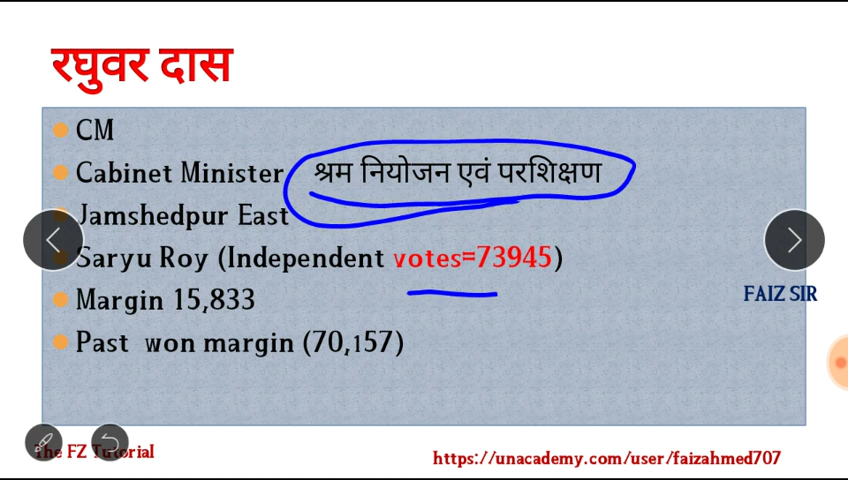 रघुवर दास
CM
Cabinet Minister श्रम नियोजन एवं परशिक्षण
Jamshedpur East
Saryu Roy (Independent votes=73945)
Margin 15,833
FAIZ SIR
Past won margin (70,157)
The FZ Tutorial
https://unacademy.com/user/faizahmed707